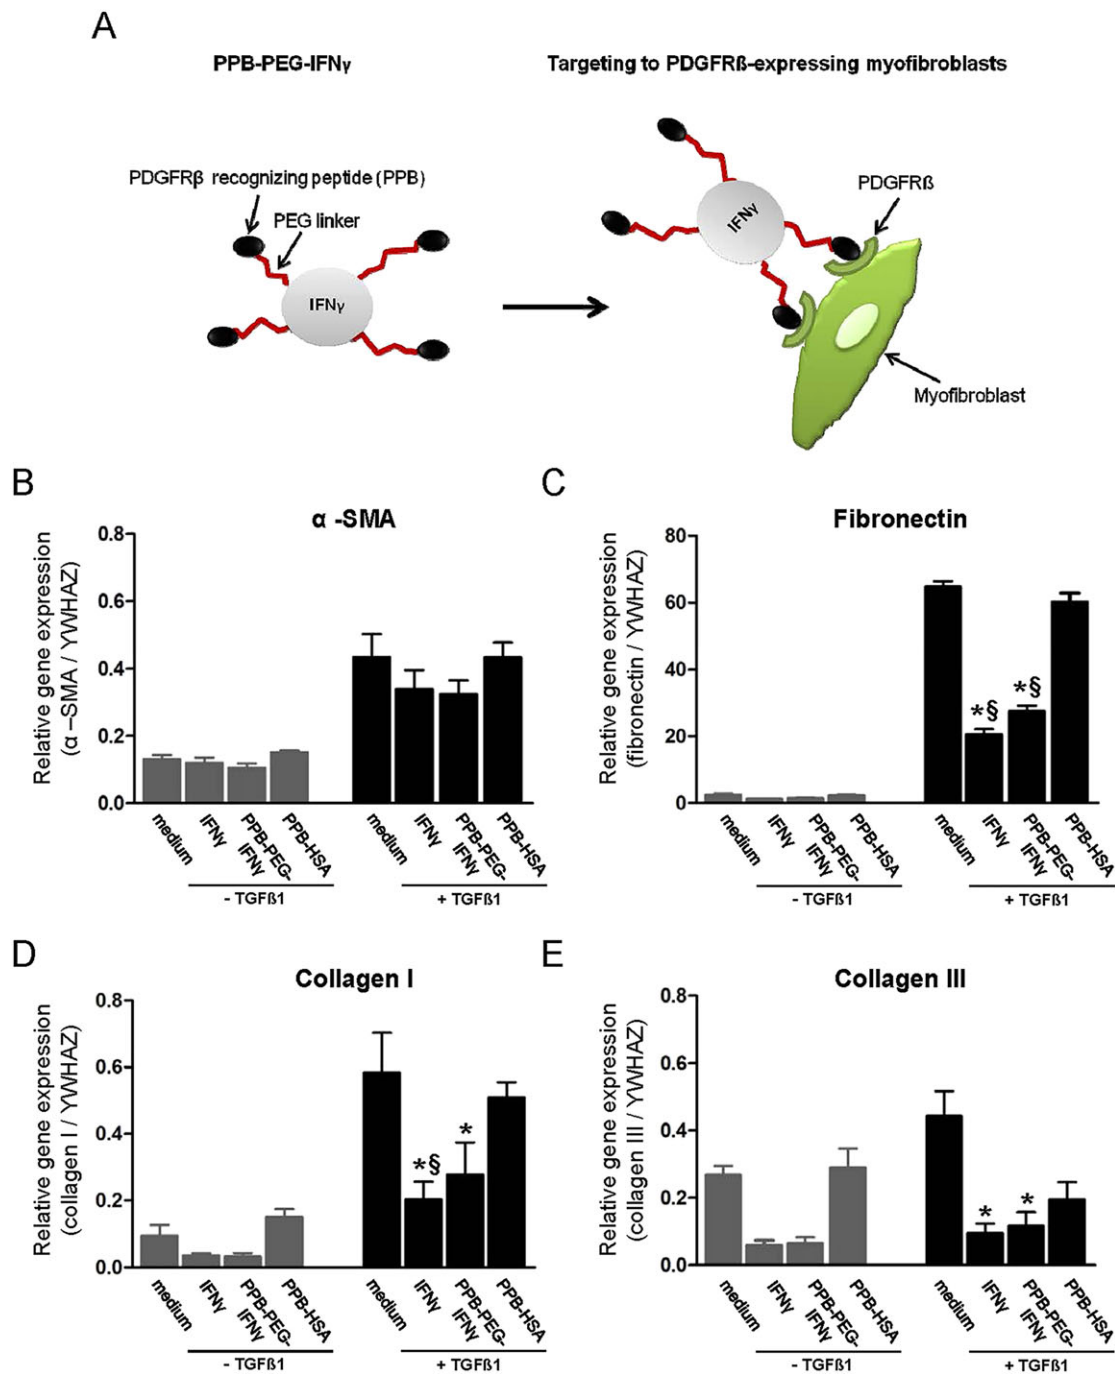 A
PPB-PEG-IFNγ
Targeting to PDGFRß-expressing myofibroblasts
PDGFRβ recognizing peptide (PPB)
PEG linker
IFNγ
IFNγ
PDGFRß
Myofibroblast
B
α -SMA
Relative gene expression
(α –SMA / YWHAZ)
0.8
0.6
0.4
0.2
0.0
medium
IFNγ
PPB-PEG-
IFNγ
PPB-HSA
- TGFß1
medium
IFNγ
PPB-PEG-
IFNγ
PPB-HSA
+ TGFß1
C
Fibronectin
Relative gene expression
(fibronectin / YWHAZ)
80
60
40
20
0
*§
*§
medium
IFNγ
PPB-PEG-
IFNγ
PPB-HSA
- TGFß1
medium
IFNγ
PPB-PEG-
IFNγ
PPB-HSA
+ TGFß1
D
Collagen I
Relative gene expression
(collagen I / YWHAZ)
0.8
0.6
0.4
0.2
0.0
*§
*
medium
IFNγ
PPB-PEG-
IFNγ
PPB-HSA
- TGFß1
medium
IFNγ
PPB-PEG-
IFNγ
PPB-HSA
+ TGFß1
E
Collagen III
Relative gene expression
(collagen III / YWHAZ)
0.8
0.6
0.4
0.2
0.0
*
*
medium
IFNγ
PPB-PEG-
IFNγ
PPB-HSA
- TGFß1
medium
IFNγ
PPB-PEG-
IFNγ
PPB-HSA
+ TGFß1